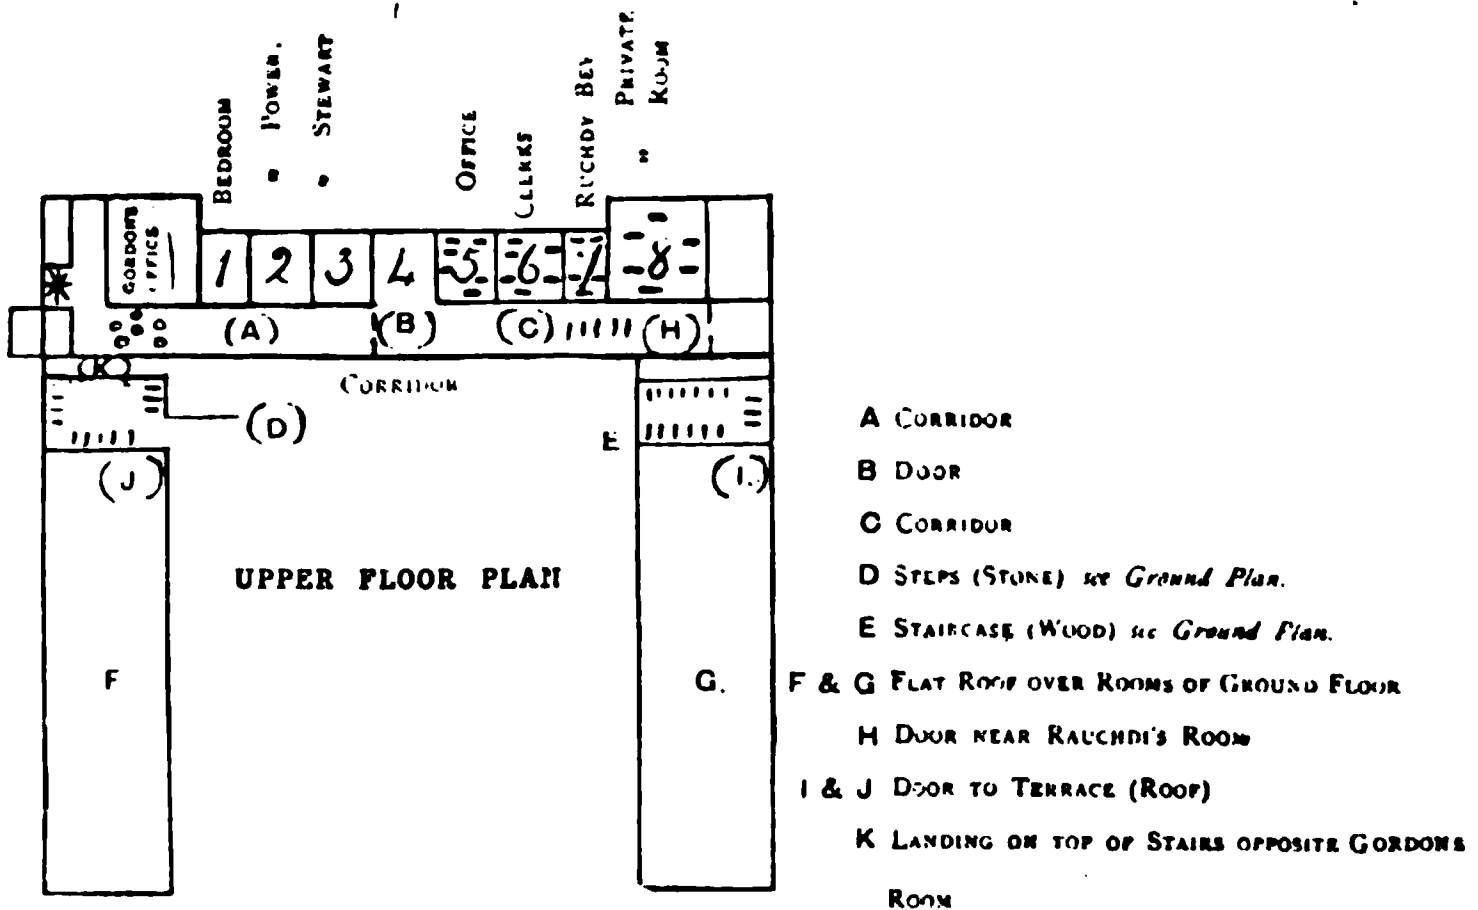 BEDROOM
" POWER.
" STEWART
OFFICE
CLERKS
RUCHDY BEY
" PRIVATE
ROOM
GORDON'S
OFFICE
1 2 3 4 5 6 7 8
(A) (B) (C) (H)
CORRIDOR
(D)
E
(J) (I.)
UPPER FLOOR PLAN
F G.
A CORRIDOR
B DOOR
C CORRIDOR
D STEPS (STONE) see Ground Plan.
E STAIRCASE (WOOD) see Ground Plan.
F & G FLAT ROOF OVER ROOMS OF GROUND FLOOR
H DOOR NEAR RAUCHDI'S ROOM
I & J DOOR TO TERRACE (ROOF)
K LANDING ON TOP OF STAIRS OPPOSITE GORDONS
ROOM